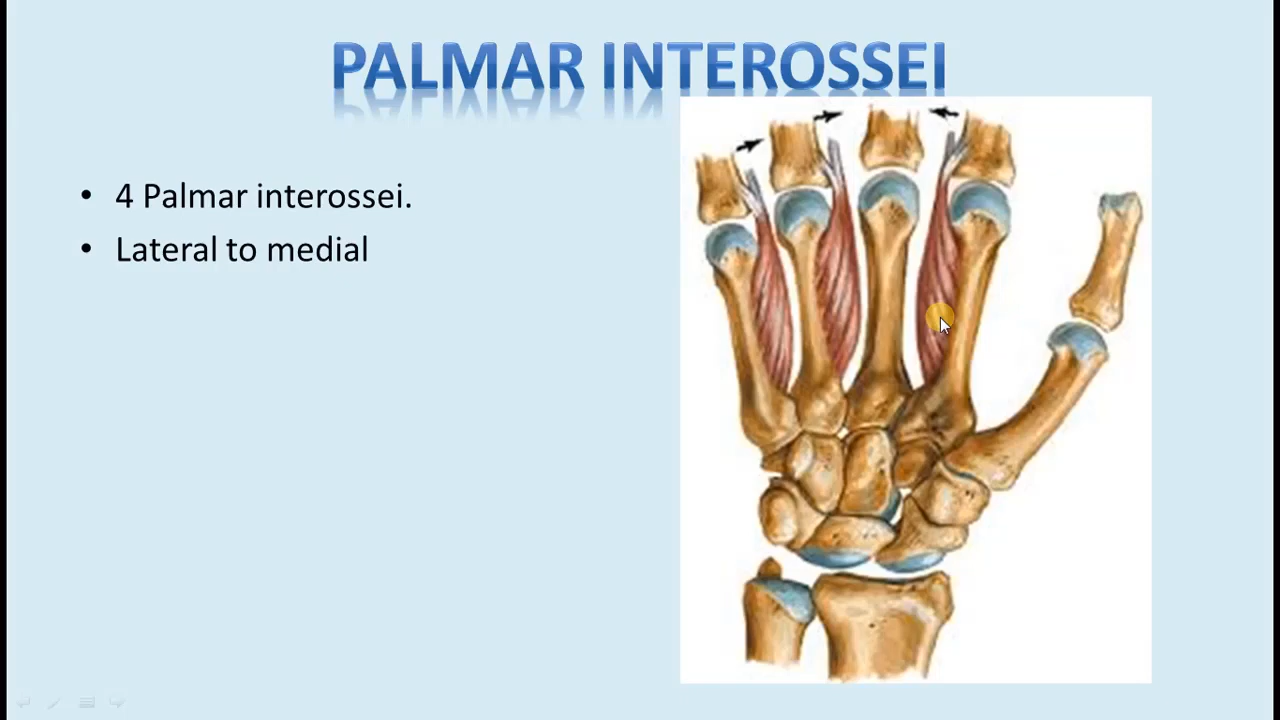 PALMAR INTEROSSEI
• 4 Palmar interossei.
• Lateral to medial